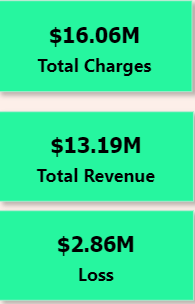 $16.06M
Total Charges
$13.19M
Total Revenue
$2.86M
Loss